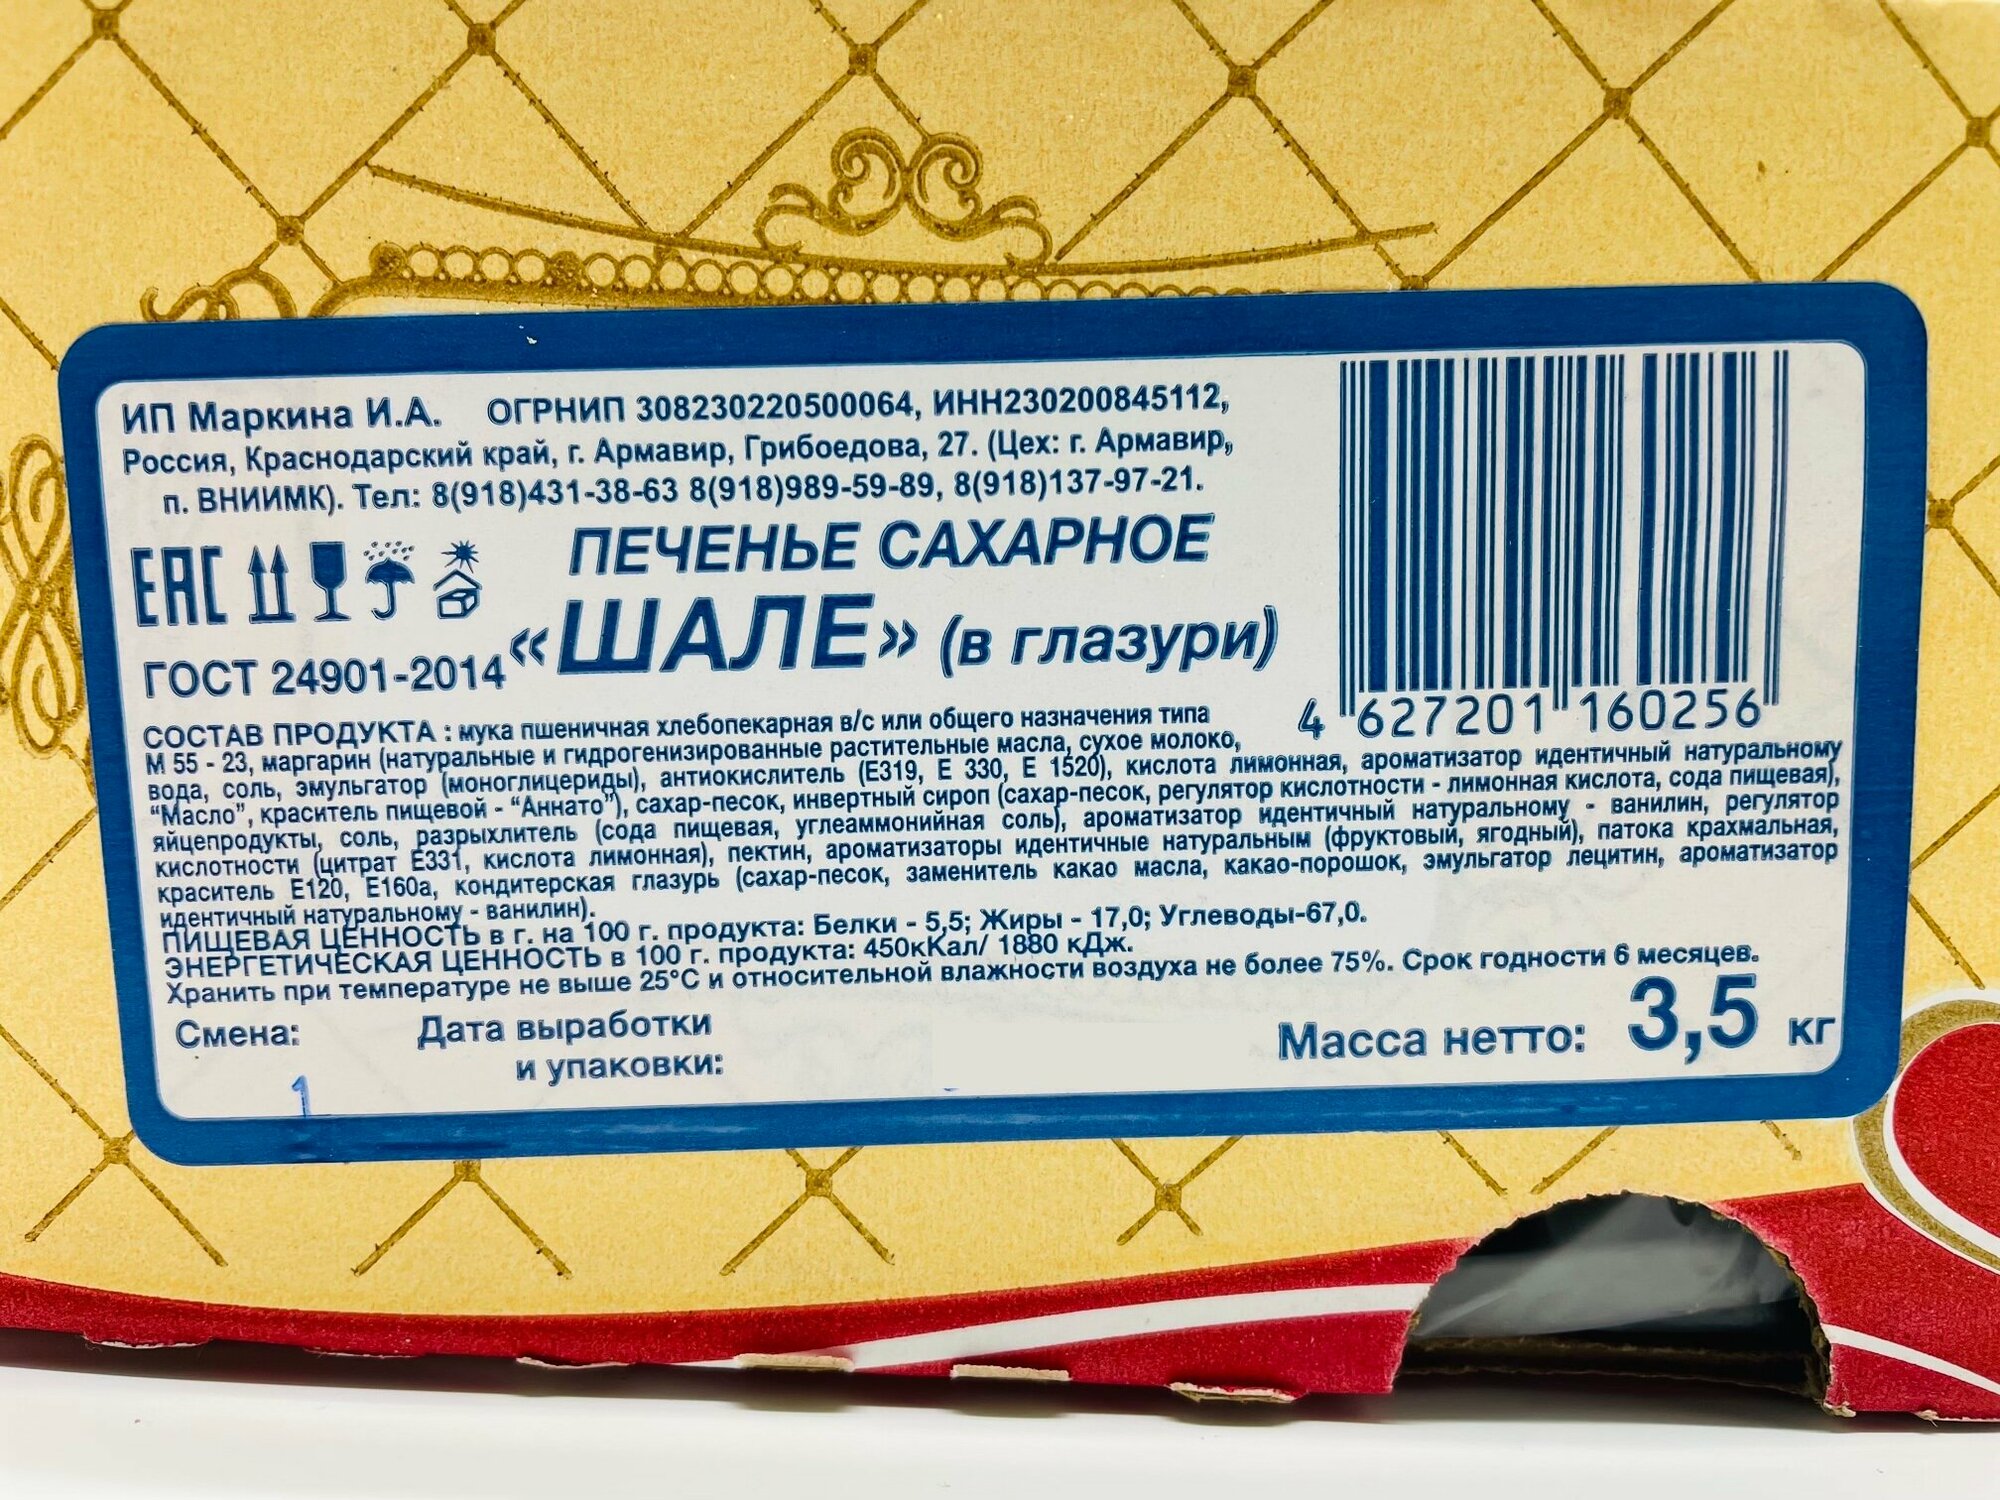 ИП Маркина И.А. ОГРНИП 308230220500064, ИНН230200845112,
Россия, Краснодарский край, г. Армавир, Грибоедова, 27. (Цех: г. Армавир,
п. ВНИИМК). Тел: 8(918)431-38-63 8(918)989-59-89, 8(918)137-97-21.
EAC
ПЕЧЕНЬЕ САХАРНОЕ
«ШАЛЕ» (в глазури)
ГОСТ 24901-2014
4 627201 160256
СОСТАВ ПРОДУКТА : мука пшеничная хлебопекарная в/с или общего назначения типа
М 55 - 23, маргарин (натуральные и гидрогенизированные растительные масла, сухое молоко,
вода, соль, эмульгатор (моноглицериды), антиокислитель (Е319, Е 330, Е 1520), кислота лимонная, ароматизатор идентичный натуральному
"Масло", краситель пищевой - "Аннато"), сахар-песок, инвертный сироп (сахар-песок, регулятор кислотности - лимонная кислота, сода пищевая),
яйцепродукты, соль, разрыхлитель (сода пищевая, углеаммонийная соль), ароматизатор идентичный натуральному - ванилин, регулятор
кислотности (цитрат Е331, кислота лимонная), пектин, ароматизаторы идентичные натуральным (фруктовый, ягодный), патока крахмальная,
краситель Е120, Е160а, кондитерская глазурь (сахар-песок, заменитель какао масла, какао-порошок, эмульгатор лецитин, ароматизатор
идентичный натуральному - ванилин).
ПИЩЕВАЯ ЦЕННОСТЬ в г. на 100 г. продукта: Белки - 5,5; Жиры - 17,0; Углеводы-67,0.
ЭНЕРГЕТИЧЕСКАЯ ЦЕННОСТЬ в 100 г. продукта: 450кКал/ 1880 кДж.
Хранить при температуре не выше 25°С и относительной влажности воздуха не более 75%. Срок годности 6 месяцев.
Смена: Дата выработки
и упаковки:
Масса нетто: 3,5 кг
1